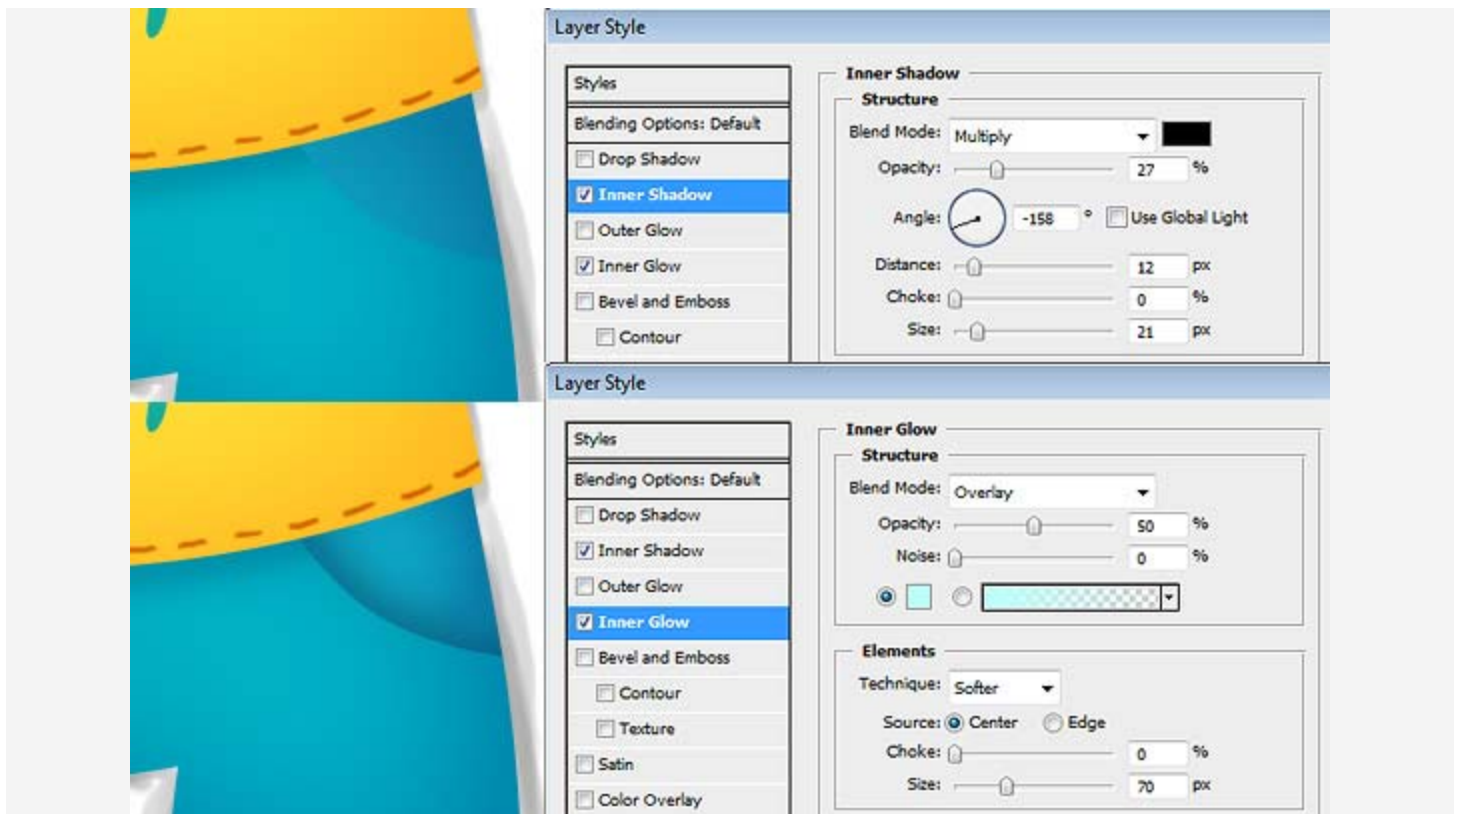 Layer Style
Styles
Blending Options: Default
Drop Shadow
Inner Shadow
Outer Glow
Inner Glow
Bevel and Emboss
Contour
Inner Shadow
Structure
Blend Mode: Multiply
Opacity: 27 %
Angle: -158 ° Use Global Light
Distance: 12 px
Choke: 0 %
Size: 21 px
Layer Style
Styles
Blending Options: Default
Drop Shadow
Inner Shadow
Outer Glow
Inner Glow
Bevel and Emboss
Contour
Texture
Satin
Color Overlay
Inner Glow
Structure
Blend Mode: Overlay
Opacity: 50 %
Noise: 0 %
Elements
Technique: Softer
Source: Center Edge
Choke: 0 %
Size: 70 px